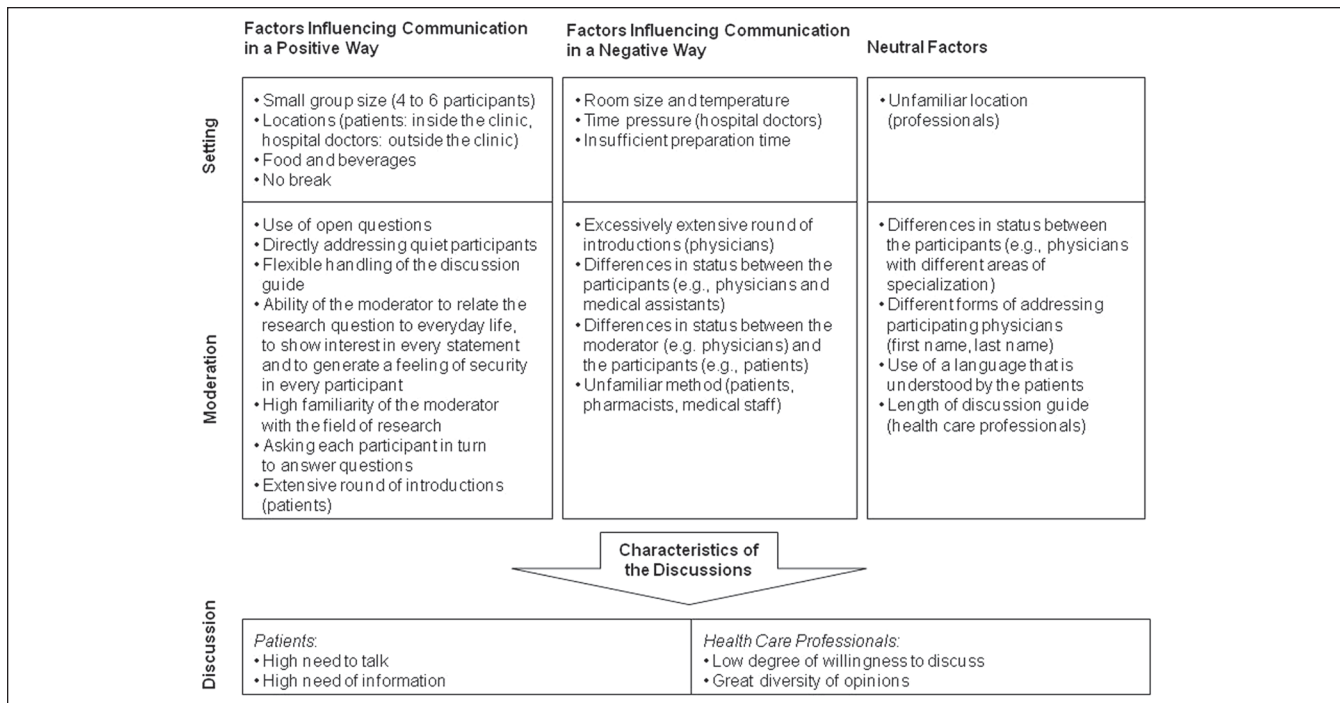 Factors Influencing Communication
in a Positive Way
Factors Influencing Communication
in a Negative Way
Neutral Factors
Setting
• Small group size (4 to 6 participants)
• Locations (patients: inside the clinic,
hospital doctors: outside the clinic)
• Food and beverages
• No break
• Room size and temperature
• Time pressure (hospital doctors)
• Insufficient preparation time
• Unfamiliar location
(professionals)
Moderation
• Use of open questions
• Directly addressing quiet participants
• Flexible handling of the discussion
guide
• Ability of the moderator to relate the
research question to everyday life,
to show interest in every statement
and to generate a feeling of security
in every participant
• High familiarity of the moderator
with the field of research
• Asking each participant in turn
to answer questions
• Extensive round of introductions
(patients)
• Excessively extensive round of
introductions (physicians)
• Differences in status between the
participants (e.g., physicians and
medical assistants)
• Differences in status between the
moderator (e.g. physicians) and
the participants (e.g., patients)
• Unfamiliar method (patients,
pharmacists, medical staff)
• Differences in status between
the participants (e.g., physicians
with different areas of
specialization)
• Different forms of addressing
participating physicians
(first name, last name)
• Use of a language that is
understood by the patients
• Length of discussion guide
(health care professionals)
Characteristics of
the Discussions
Discussion
Patients:
• High need to talk
• High need of information
Health Care Professionals:
• Low degree of willingness to discuss
• Great diversity of opinions